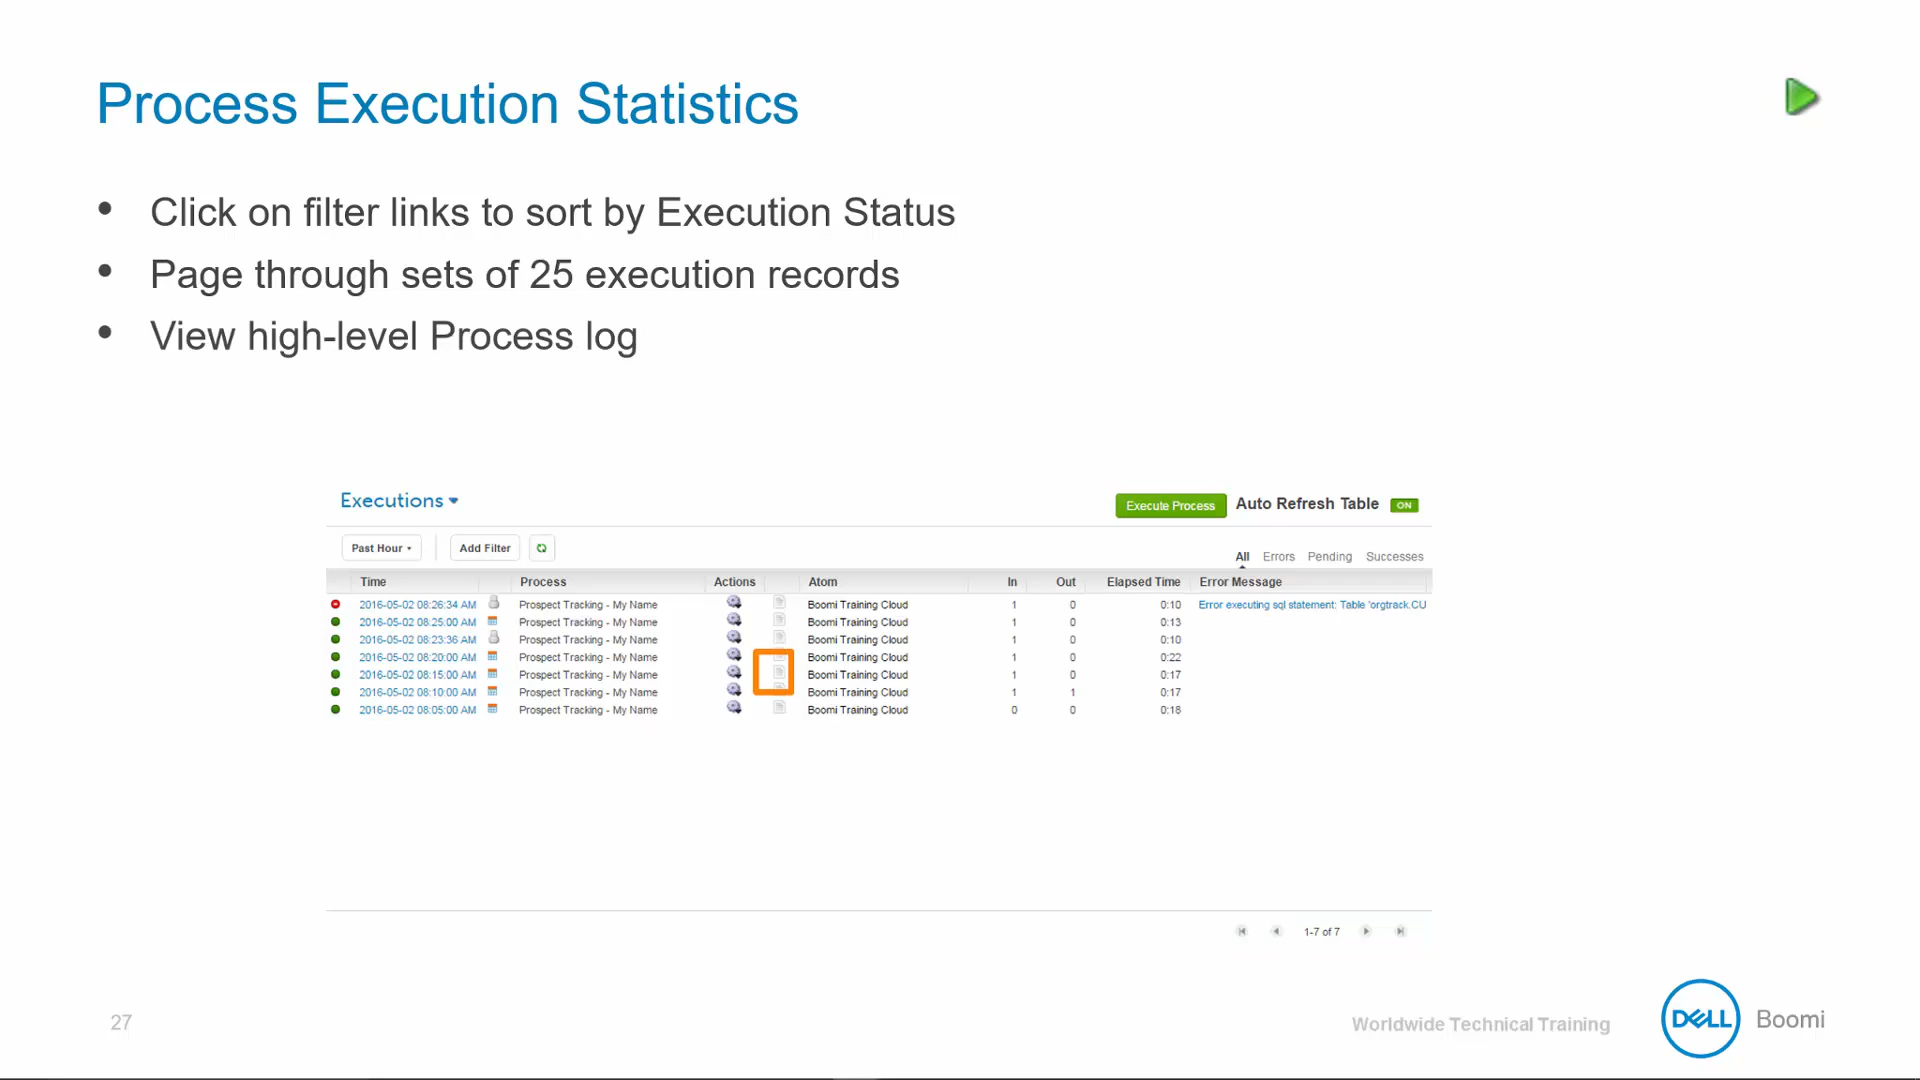 Process Execution Statistics
• Click on filter links to sort by Execution Status
• Page through sets of 25 execution records
• View high-level Process log
Executions
Execute Process Auto Refresh Table ON
Past Hour Add Filter
All Errors Pending Successes
Time Process Actions Atom In Out Elapsed Time Error Message
2016-05-02 08:26:34 AM Prospect Tracking - My Name Boomi Training Cloud 1 0 0:10 Error executing sql statement: Table 'orgtrack.CU
2016-05-02 08:25:00 AM Prospect Tracking - My Name Boomi Training Cloud 1 0 0:13
2016-05-02 08:23:36 AM Prospect Tracking - My Name Boomi Training Cloud 1 0 0:10
2016-05-02 08:20:00 AM Prospect Tracking - My Name Boomi Training Cloud 1 0 0:22
2016-05-02 08:15:00 AM Prospect Tracking - My Name Boomi Training Cloud 1 0 0:17
2016-05-02 08:10:00 AM Prospect Tracking - My Name Boomi Training Cloud 1 1 0:17
2016-05-02 08:05:00 AM Prospect Tracking - My Name Boomi Training Cloud 0 0 0:18
1-7 of 7
27
Worldwide Technical Training
DELL Boomi